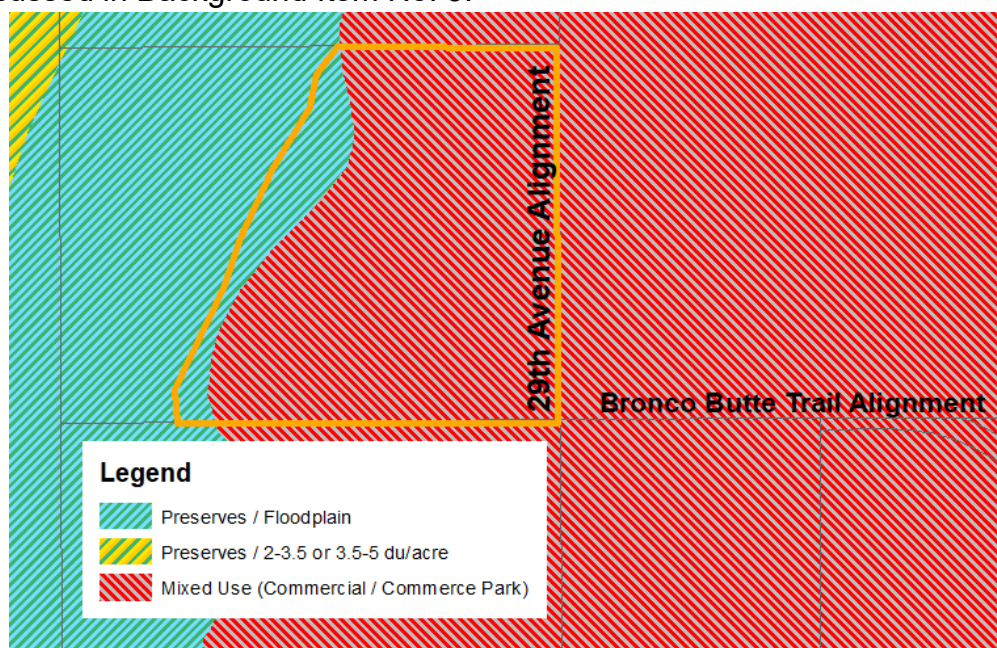 29th Avenue Alignment
Bronco Butte Trail Alignment
Legend
Preserves / Floodplain
Preserves / 2-3.5 or 3.5-5 du/acre
Mixed Use (Commercial / Commerce Park)